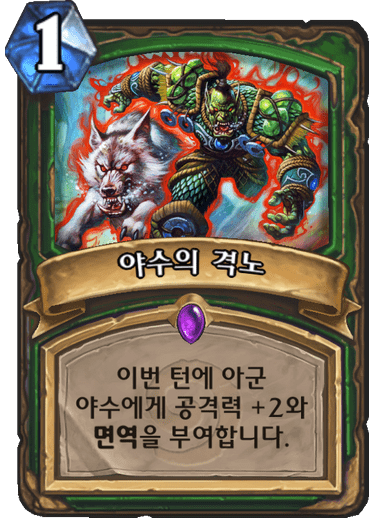 1
야수의 격노
이번 턴에 아군
야수에게 공격력 +2와
면역을 부여합니다.